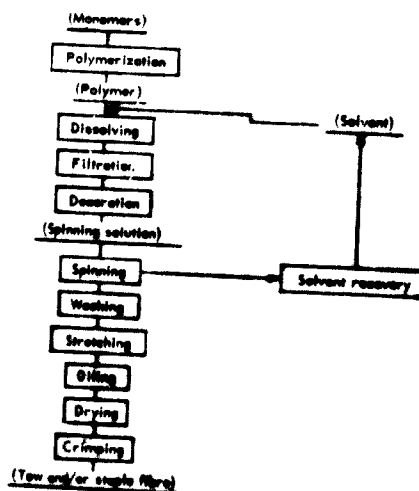 (Monomers)
Polymerization
(Polymer)
(Solvent)
Dissolving
Filtration
Deaeration
(Spinning solution)
Spinning
Solvent recovery
Washing
Stretching
Oiling
Drying
Crimping
(Tow and/or staple fibre)